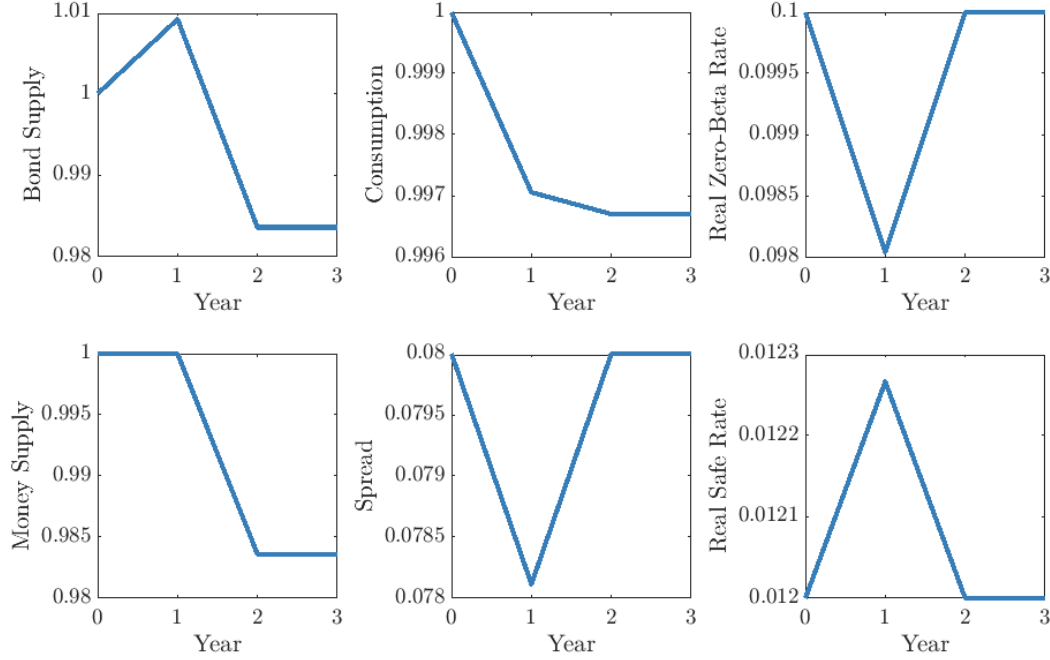 Bond Supply
1.01
1
0.99
0.98
0 1 2 3
Year
Consumption
1
0.999
0.998
0.997
0.996
0 1 2 3
Year
Real Zero-Beta Rate
0.1
0.0995
0.099
0.0985
0.098
0 1 2 3
Year
Money Supply
1
0.995
0.99
0.985
0.98
0 1 2 3
Year
Spread
0.08
0.0795
0.079
0.0785
0.078
0 1 2 3
Year
Real Safe Rate
0.0123
0.0122
0.0121
0.012
0 1 2 3
Year